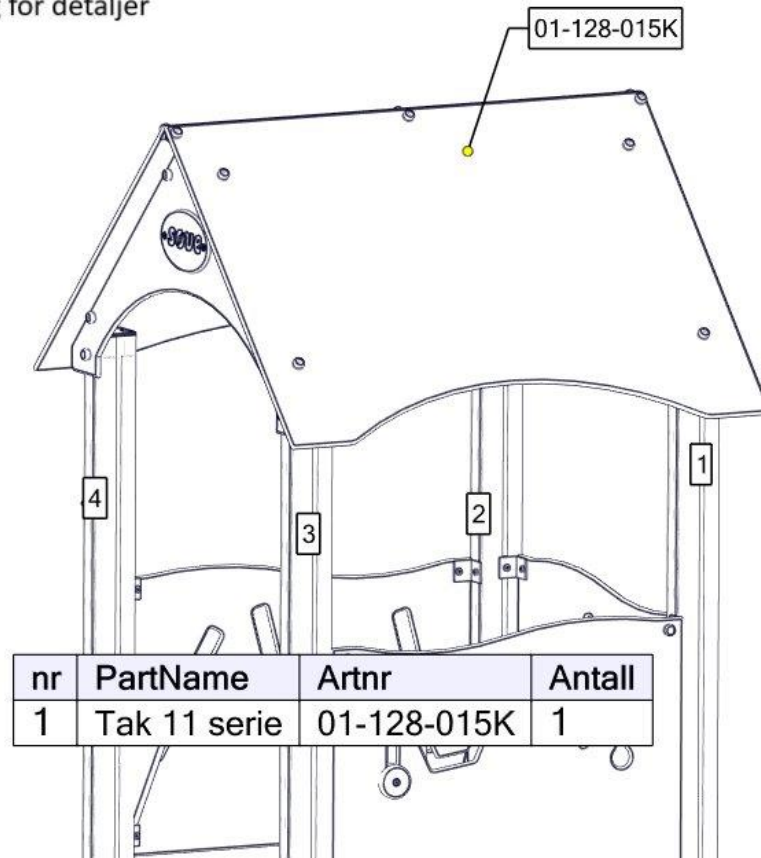 for detaljer
01-128-015K
søve
1
4
2
3
nr PartName Artnr Antall
1 Tak 11 serie 01-128-015K 1